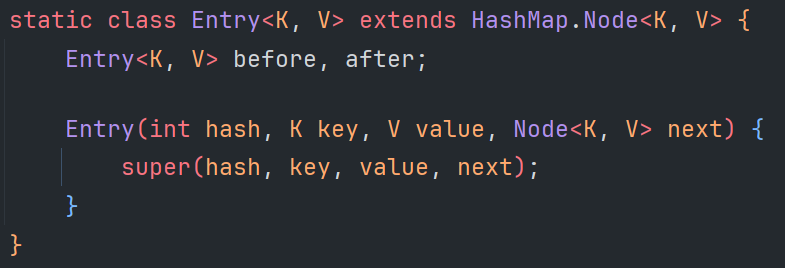 static class Entry<K, V> extends HashMap.Node<K, V> {
    Entry<K, V> before, after;

    Entry(int hash, K key, V value, Node<K, V> next) {
        super(hash, key, value, next);
    }
}